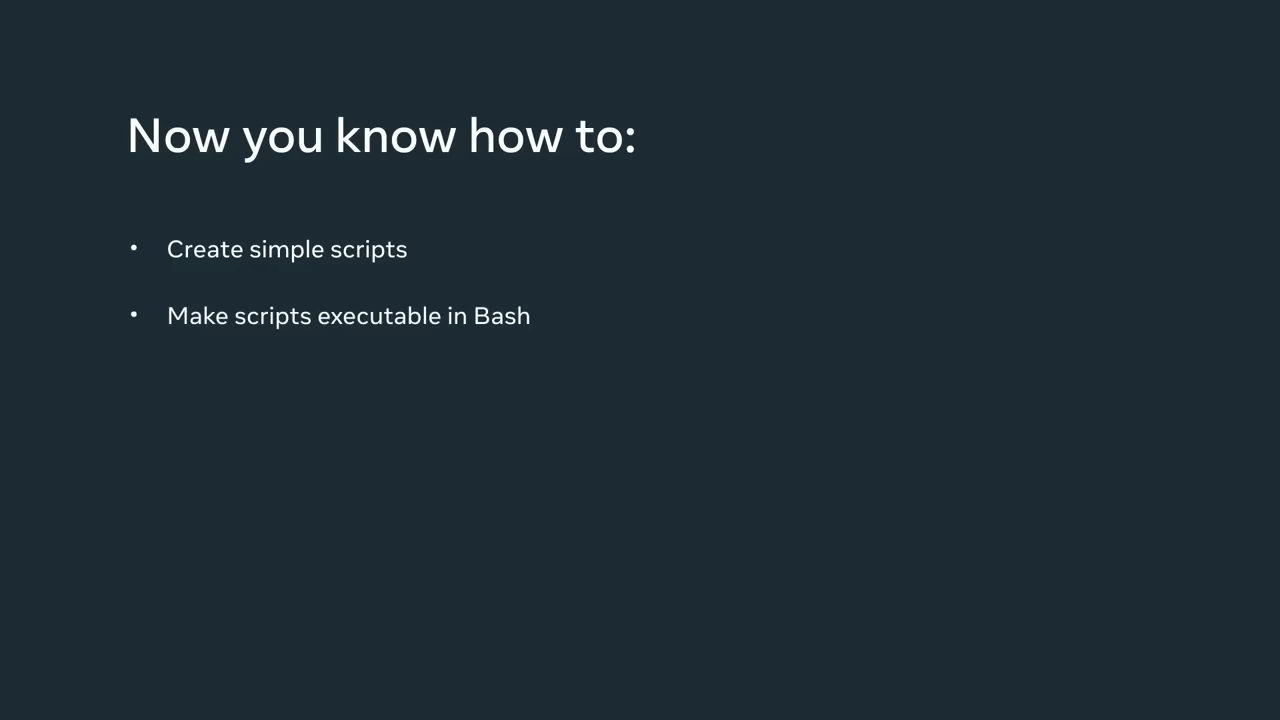 Now you know how to:
• Create simple scripts
• Make scripts executable in Bash